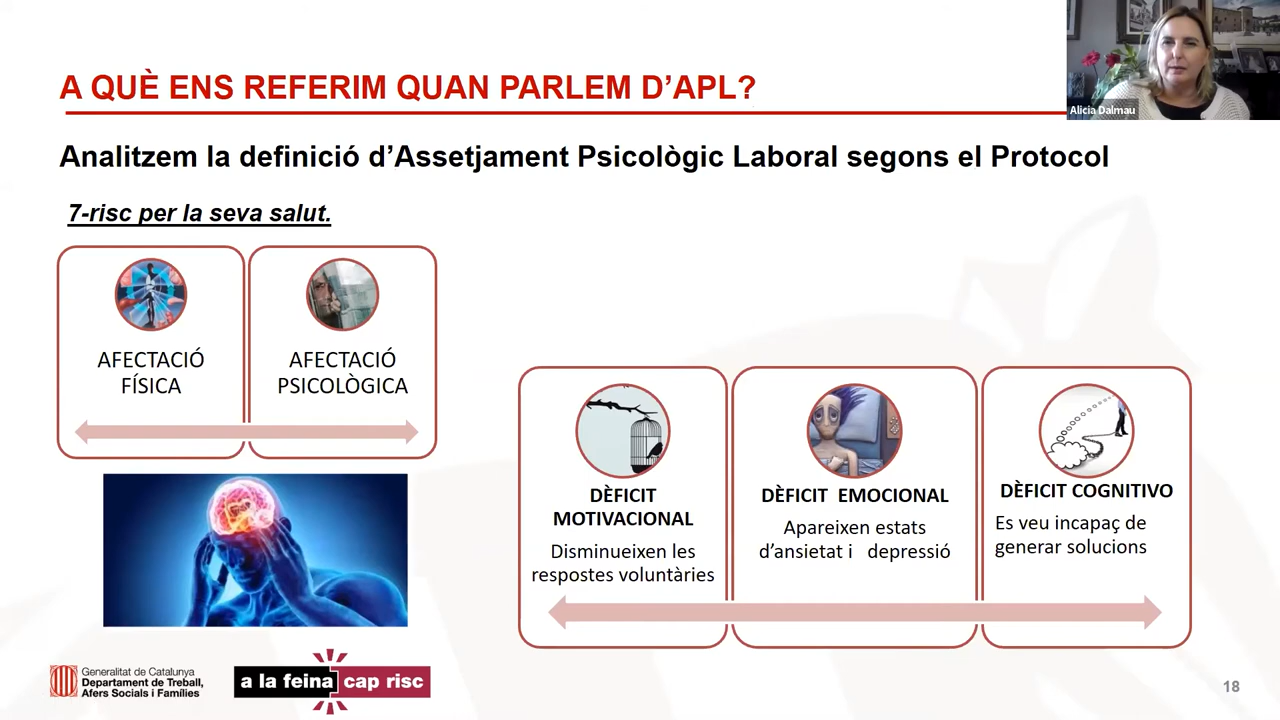 A QUÈ ENS REFERIM QUAN PARLEM D’APL?
Alicia Dalmau
Analitzem la definició d’Assetjament Psicològic Laboral segons el Protocol
7-risc per la seva salut.
AFECTACIÓ
FÍSICA
AFECTACIÓ
PSICOLÒGICA
DÈFICIT
MOTIVACIONAL
Disminueixen les
respostes voluntàries
DÈFICIT EMOCIONAL
Apareixen estats
d’ansietat i depressió
DÈFICIT COGNITIVO
Es veu incapaç de
generar solucions
Generalitat de Catalunya
Departament de Treball,
Afers Socials i Famílies
a la feina cap risc
18